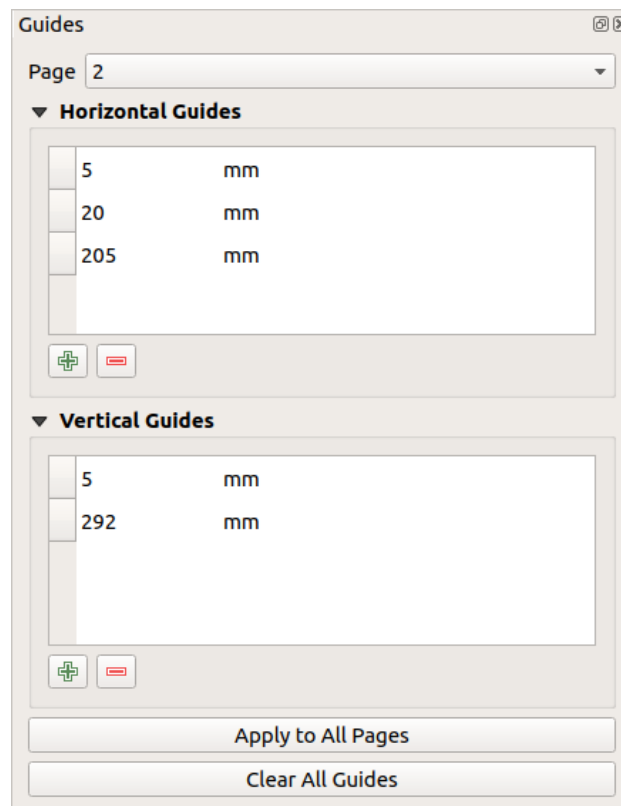 Guides
Page 2
Horizontal Guides
5 mm
20 mm
205 mm
Vertical Guides
5 mm
292 mm
Apply to All Pages
Clear All Guides